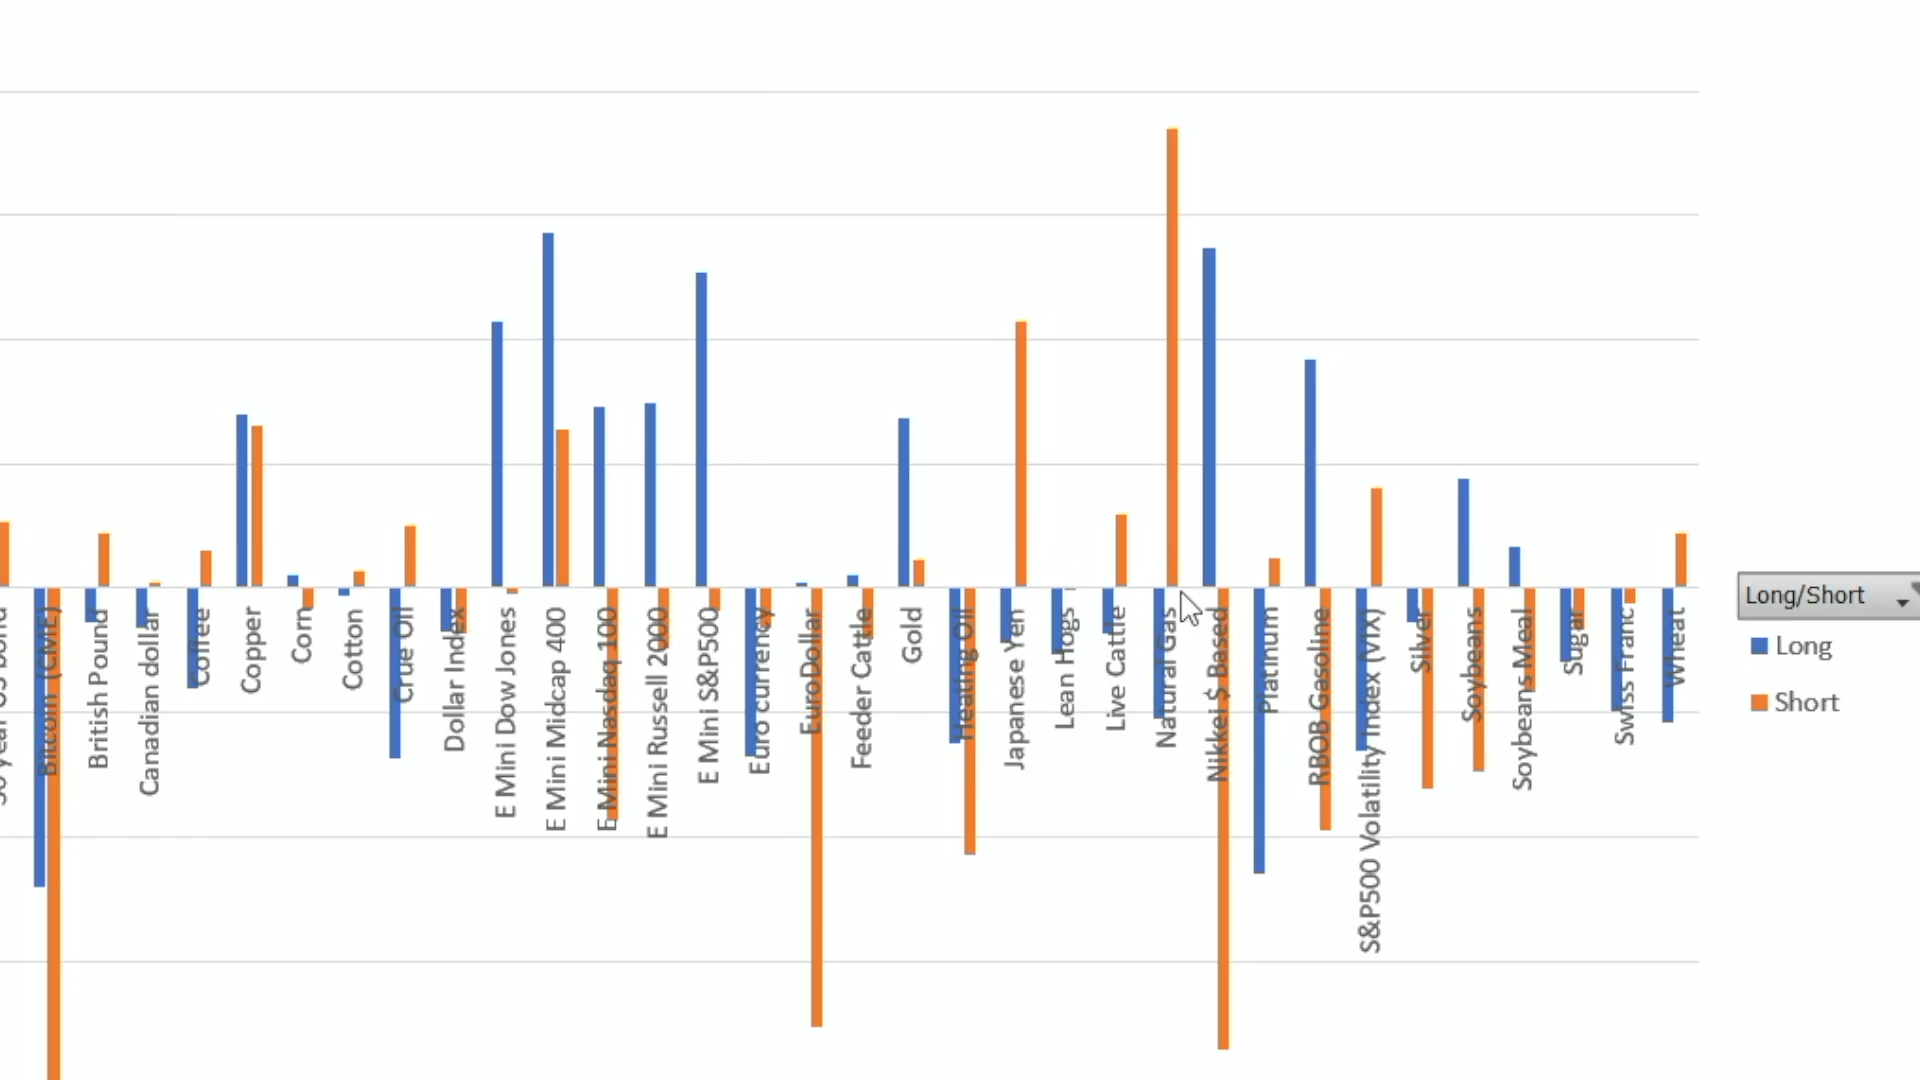 Bitcoin (CME)
British Pound
Canadian dollar
Coffee
Copper
Corn
Cotton
Crue Oil
Dollar Index
E Mini Dow Jones
E Mini Midcap 400
E Mini Nasdaq 100
E Mini Russell 2000
E Mini S&P500
Euro currency
EuroDollar
Feeder Cattle
Gold
Heating Oil
Japanese Yen
Lean Hogs
Live Cattle
Natural Gas
Nikkei $ Based
Platinum
RBOB Gasoline
S&P500 Volatility Index (VIX)
Silver
Soybeans
Soybeans Meal
Sugar
Swiss Franc
Wheat
Long/Short
Long
Short